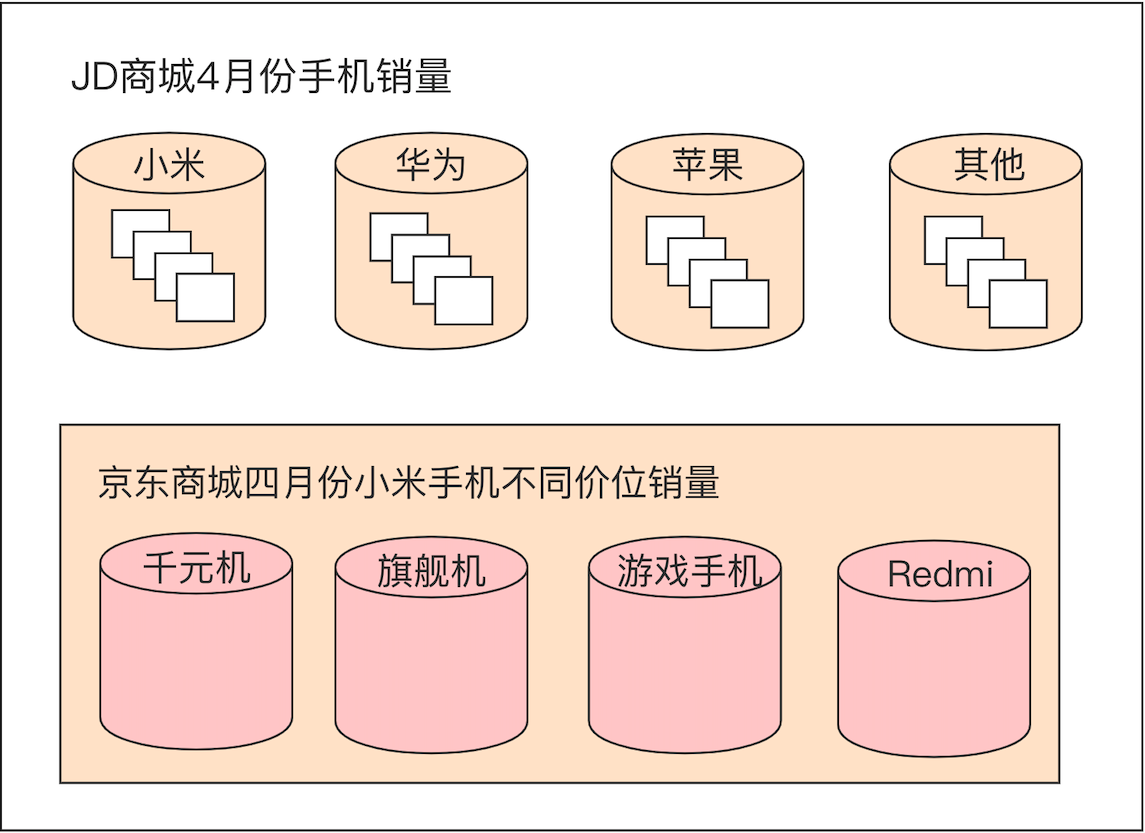 JD商城4月份手机销量
小米
华为
苹果
其他
京东商城四月份小米手机不同价位销量
千元机
旗舰机
游戏手机
Redmi